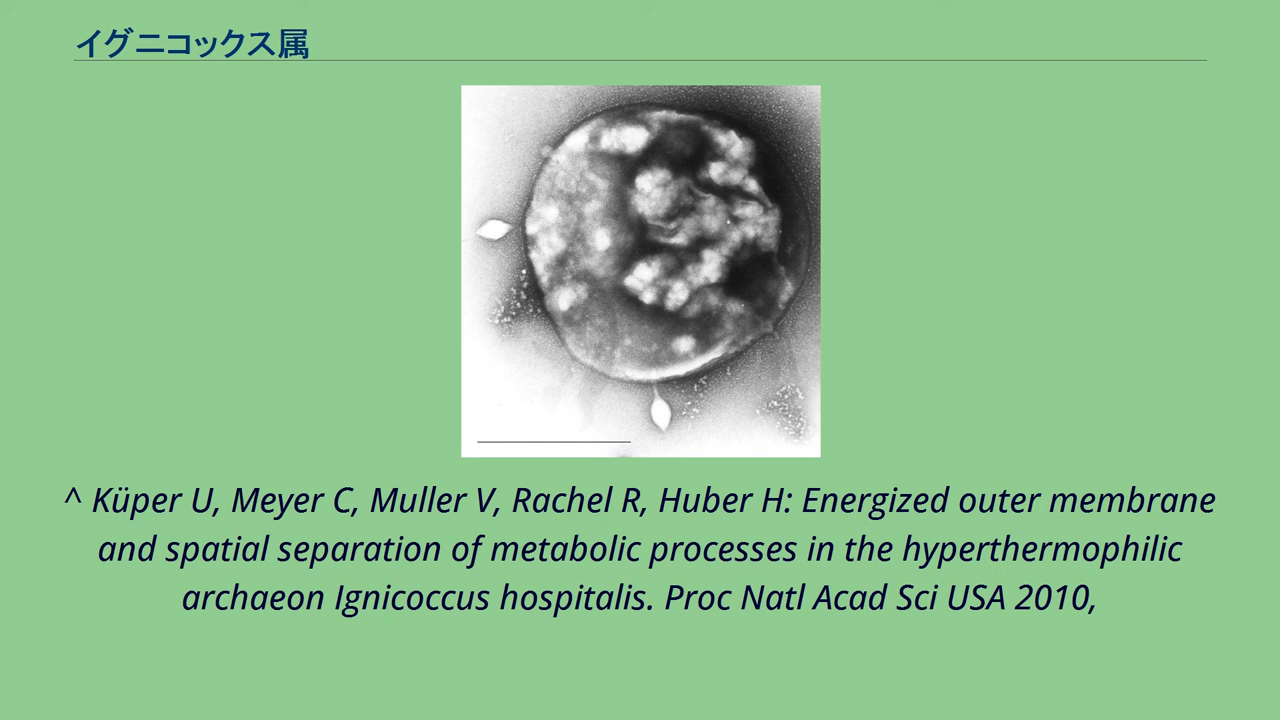 イグニコックス属
^ Küper U, Meyer C, Muller V, Rachel R, Huber H: Energized outer membrane
and spatial separation of metabolic processes in the hyperthermophilic
archaeon Ignicoccus hospitalis. Proc Natl Acad Sci USA 2010,